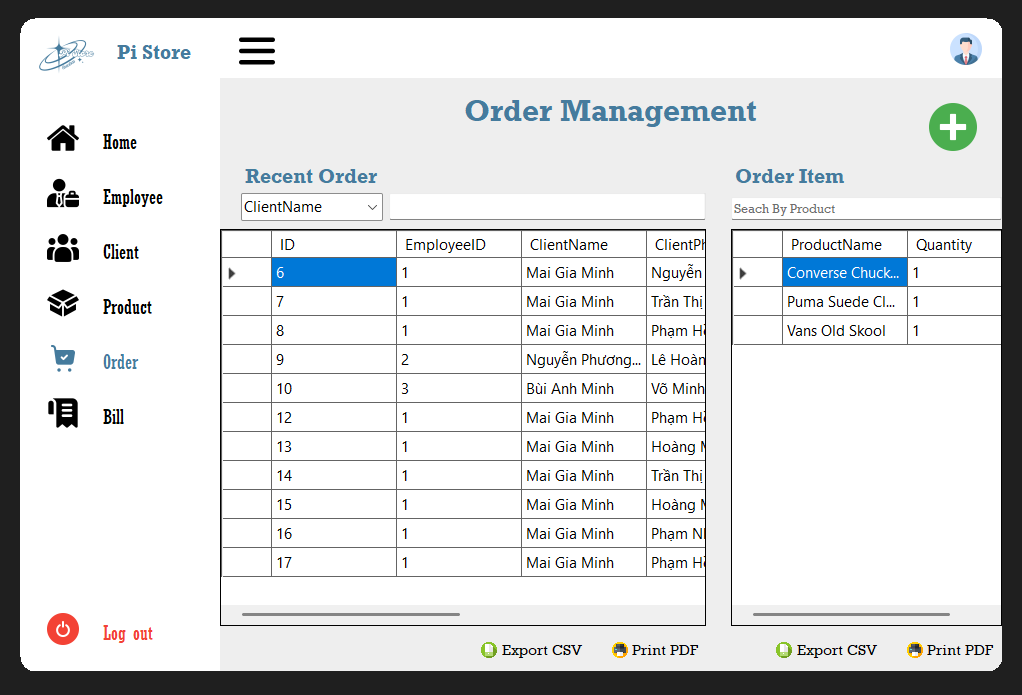 Pi Store
Home
Employee
Client
Product
Order
Bill
Log out
Order Management
Recent Order
ClientName
ID EmployeeID ClientName ClientPh
6 1 Mai Gia Minh Nguyễn
7 1 Mai Gia Minh Trần Thị
8 1 Mai Gia Minh Phạm
9 2 Nguyễn Phương... Lê Hoàn
10 3 Bùi Anh Minh Võ Minh
12 1 Mai Gia Minh Phạm
13 1 Mai Gia Minh Hoàng
14 1 Mai Gia Minh Trần Thị
15 1 Mai Gia Minh Hoàng
16 1 Mai Gia Minh Phạm
17 1 Mai Gia Minh Phạm
Export CSV Print PDF
Order Item
Seach By Product
ProductName Quantity
Converse Chuck... 1
Puma Suede Cl... 1
Vans Old Skool 1
Export CSV Print PDF